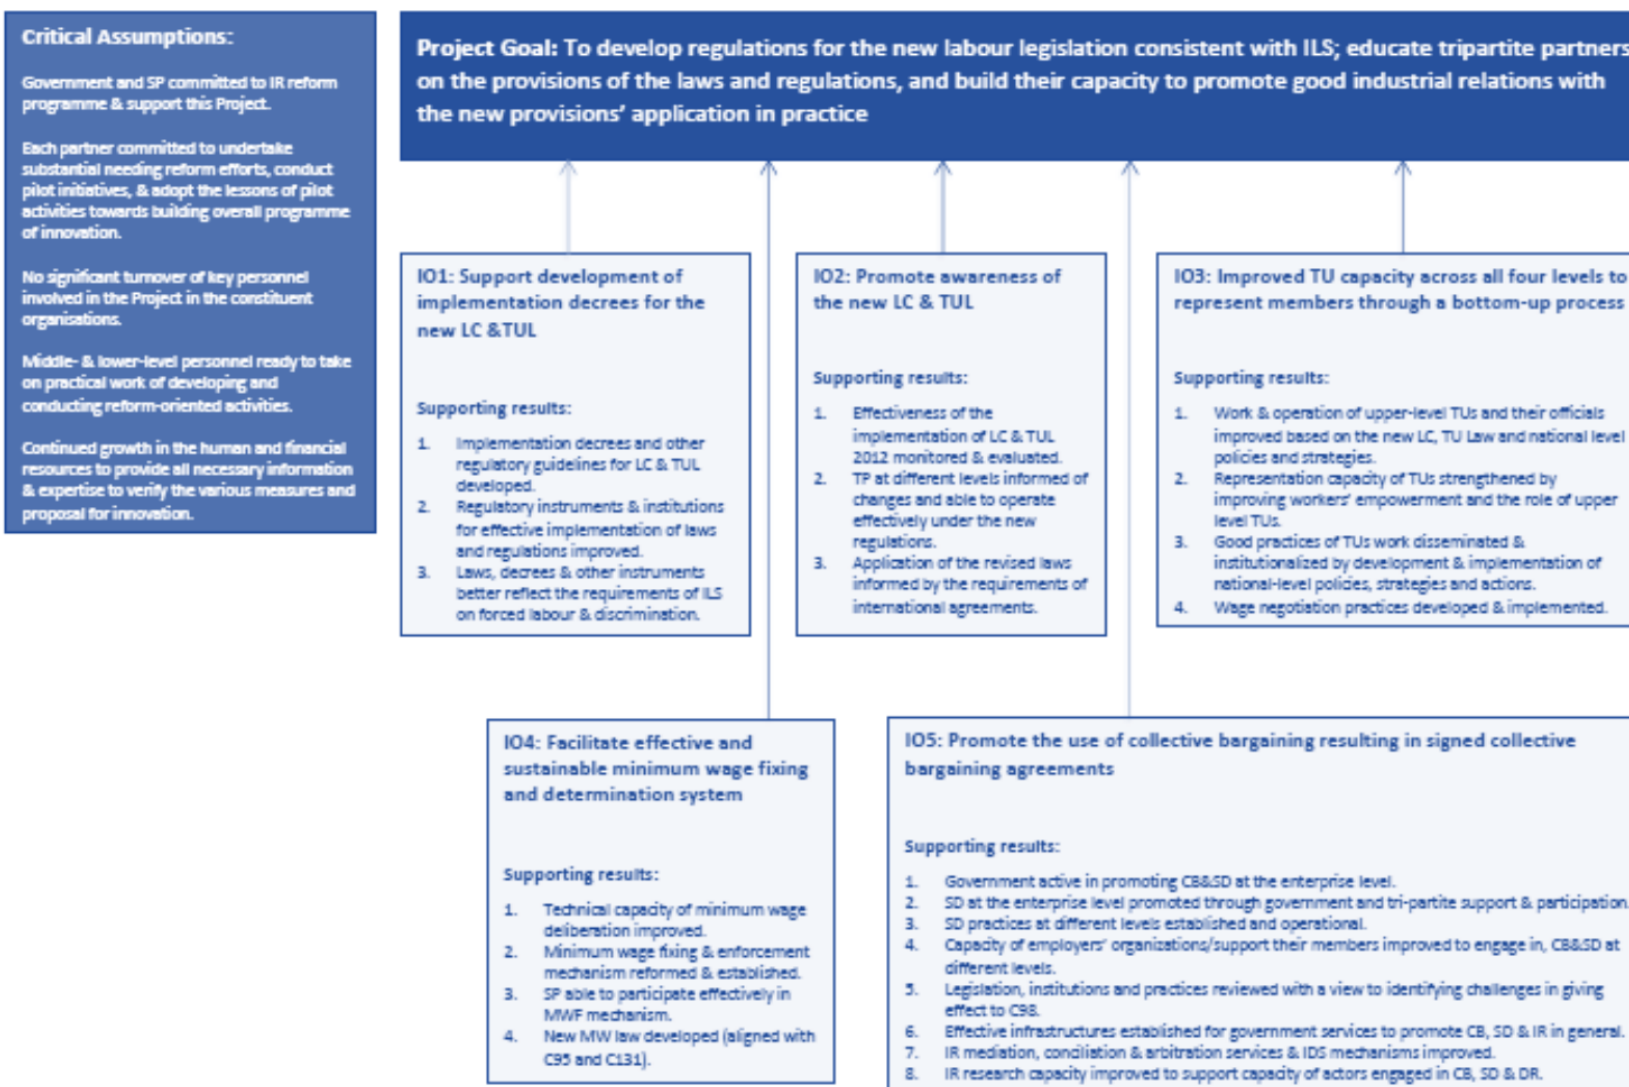 Critical Assumptions:
Government and SP committed to IR reform
programme & support this Project.
Each partner committed to undertake
substantial needing reform efforts, conduct
pilot initiatives, & adopt the lessons of pilot
activities towards building overall programme
of innovation.
No significant turnover of key personnel
involved in the Project in the constituent
organisations.
Middle- & lower-level personnel ready to take
on practical work of developing and
conducting reform-oriented activities.
Continued growth in the human and financial
resources to provide all necessary information
& expertise to verify the various measures and
proposal for innovation.
Project Goal: To develop regulations for the new labour legislation consistent with ILS; educate tripartite partners
on the provisions of the laws and regulations, and build their capacity to promote good industrial relations with
the new provisions' application in practice
IO1: Support development of
implementation decrees for the
new LC &TUL
Supporting results:
1. Implementation decrees and other
regulatory guidelines for LC & TUL
developed.
2. Regulatory instruments & institutions
for effective implementation of laws
and regulations improved.
3. Laws, decrees & other instruments
better reflect the requirements of ILS
on forced labour & discrimination.
IO2: Promote awareness of
the new LC & TUL
Supporting results:
1. Effectiveness of the
implementation of LC & TUL
2012 monitored & evaluated.
2. TP at different levels informed of
changes and able to operate
effectively under the new
regulations.
3. Application of the revised laws
informed by the requirements of
international agreements.
IO3: Improved TU capacity across all four levels to
represent members through a bottom-up process
Supporting results:
1. Work & operation of upper-level TUs and their officials
improved based on the new LC, TU Law and national level
policies and strategies.
2. Representation capacity of TUs strengthened by
improving workers' empowerment and the role of upper
level TUs.
3. Good practices of TUs work disseminated &
institutionalized by development & implementation of
national-level policies, strategies and actions.
4. Wage negotiation practices developed & implemented.
IO4: Facilitate effective and
sustainable minimum wage fixing
and determination system
Supporting results:
1. Technical capacity of minimum wage
deliberation improved.
2. Minimum wage fixing & enforcement
mechanism reformed & established.
3. SP able to participate effectively in
MWF mechanism.
4. New MW law developed (aligned with
C95 and C131).
IO5: Promote the use of collective bargaining resulting in signed collective
bargaining agreements
Supporting results:
1. Government active in promoting CB&SD at the enterprise level.
2. SD at the enterprise level promoted through government and tri-partite support & participation.
3. SD practices at different levels established and operational.
4. Capacity of employers' organizations/support their members improved to engage in, CB&SD at
different levels.
5. Legislation, institutions and practices reviewed with a view to identifying challenges in giving
effect to C98.
6. Effective infrastructures established for government services to promote CB, SD & IR in general.
7. IR mediation, conciliation & arbitration services & IDS mechanisms improved.
8. IR research capacity improved to support capacity of actors engaged in CB, SD & DR.